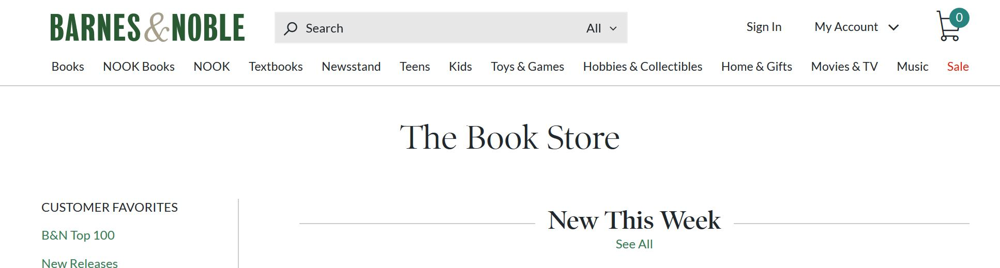 BARNES & NOBLE
Search All
Sign In
My Account
0
Books NOOK Books NOOK Textbooks Newsstand Teens Kids Toys & Games Hobbies & Collectibles Home & Gifts Movies & TV Music Sale
The Book Store
CUSTOMER FAVORITES
B&N Top 100
New Releases
New This Week
See All